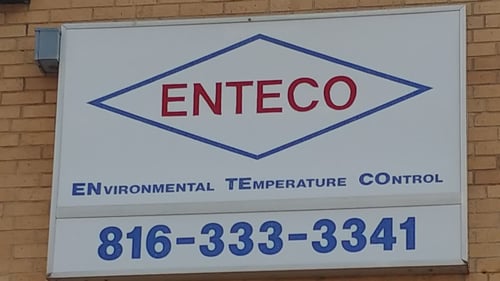 ENTECO
ENVIRONMENTAL TEMPERATURE CONTROL
816-333-3341